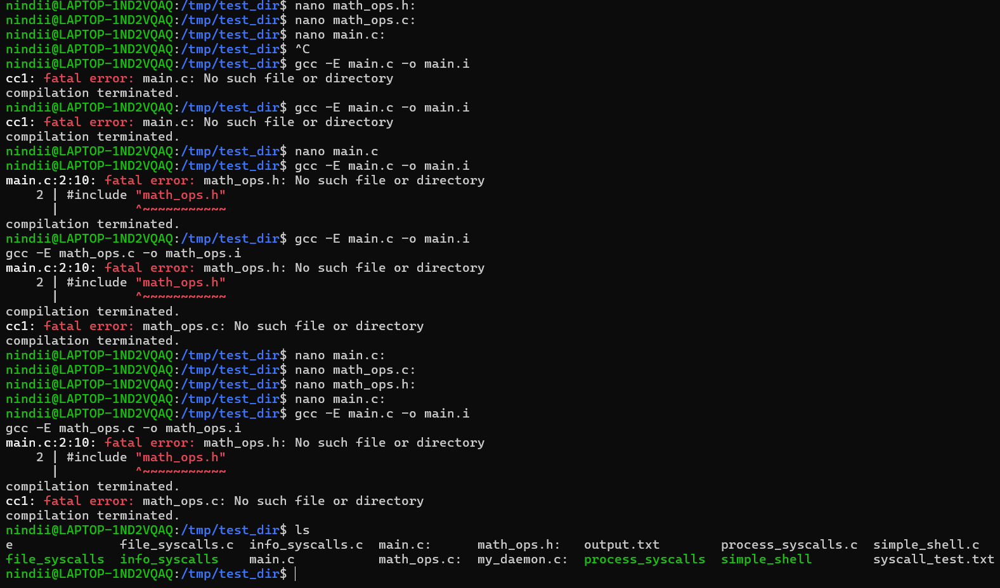 nindii@LAPTOP-1ND2VQAQ:/tmp/test_dir$ nano math_ops.h:
nindii@LAPTOP-1ND2VQAQ:/tmp/test_dir$ nano math_ops.c:
nindii@LAPTOP-1ND2VQAQ:/tmp/test_dir$ nano main.c:
nindii@LAPTOP-1ND2VQAQ:/tmp/test_dir$ ^C
nindii@LAPTOP-1ND2VQAQ:/tmp/test_dir$ gcc -E main.c -o main.i
cc1: fatal error: main.c: No such file or directory
compilation terminated.
nindii@LAPTOP-1ND2VQAQ:/tmp/test_dir$ gcc -E main.c -o main.i
cc1: fatal error: main.c: No such file or directory
compilation terminated.
nindii@LAPTOP-1ND2VQAQ:/tmp/test_dir$ nano main.c
nindii@LAPTOP-1ND2VQAQ:/tmp/test_dir$ gcc -E main.c -o main.i
main.c:2:10: fatal error: math_ops.h: No such file or directory
    2 | #include "math_ops.h"
      |          ^~~~~~~~~~~~
compilation terminated.
nindii@LAPTOP-1ND2VQAQ:/tmp/test_dir$ gcc -E main.c -o main.i
gcc -E math_ops.c -o math_ops.i
main.c:2:10: fatal error: math_ops.h: No such file or directory
    2 | #include "math_ops.h"
      |          ^~~~~~~~~~~~
compilation terminated.
cc1: fatal error: math_ops.c: No such file or directory
compilation terminated.
nindii@LAPTOP-1ND2VQAQ:/tmp/test_dir$ nano main.c:
nindii@LAPTOP-1ND2VQAQ:/tmp/test_dir$ nano math_ops.c:
nindii@LAPTOP-1ND2VQAQ:/tmp/test_dir$ nano math_ops.h:
nindii@LAPTOP-1ND2VQAQ:/tmp/test_dir$ nano main.c:
nindii@LAPTOP-1ND2VQAQ:/tmp/test_dir$ gcc -E main.c -o main.i
gcc -E math_ops.c -o math_ops.i
main.c:2:10: fatal error: math_ops.h: No such file or directory
    2 | #include "math_ops.h"
      |          ^~~~~~~~~~~~
compilation terminated.
cc1: fatal error: math_ops.c: No such file or directory
compilation terminated.
nindii@LAPTOP-1ND2VQAQ:/tmp/test_dir$ ls
e              file_syscalls.c  info_syscalls.c  main.c:      math_ops.h:   output.txt        process_syscalls.c  simple_shell.c
file_syscalls  info_syscalls    main.c           math_ops.c:  my_daemon.c:  process_syscalls  simple_shell        syscall_test.txt
nindii@LAPTOP-1ND2VQAQ:/tmp/test_dir$